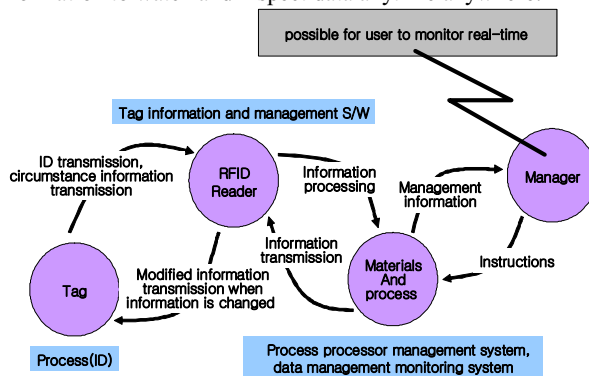 possible for user to monitor real-time
Tag information and management S/W
ID transmission,
circumstance information
transmission
RFID
Reader
Information
processing
Management
information
Manager
Tag
Modified information
transmission when
information is changed
Information
transmission
Materials
And
process
Instructions
Process(ID)
Process processor management system,
data management monitoring system